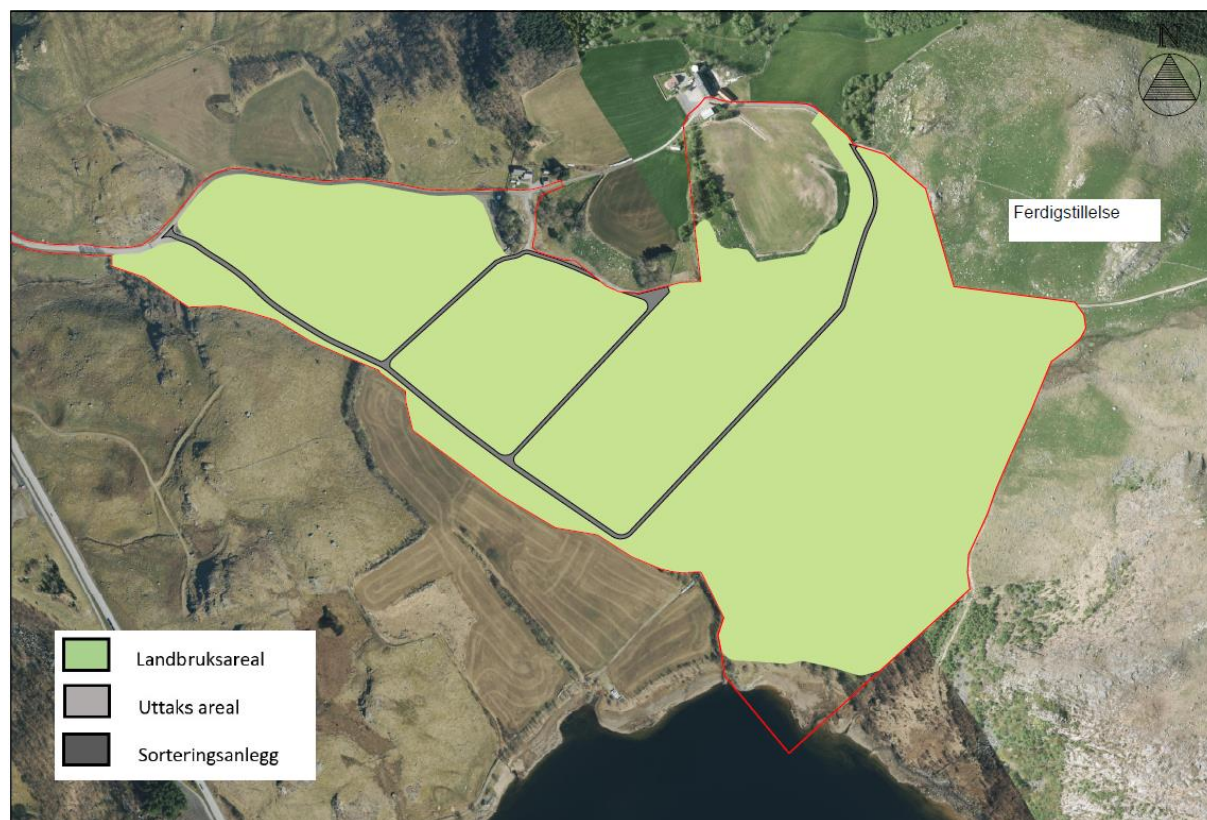 N
Ferdigstillelse
Landbruksareal
Uttaks areal
Sorteringsanlegg